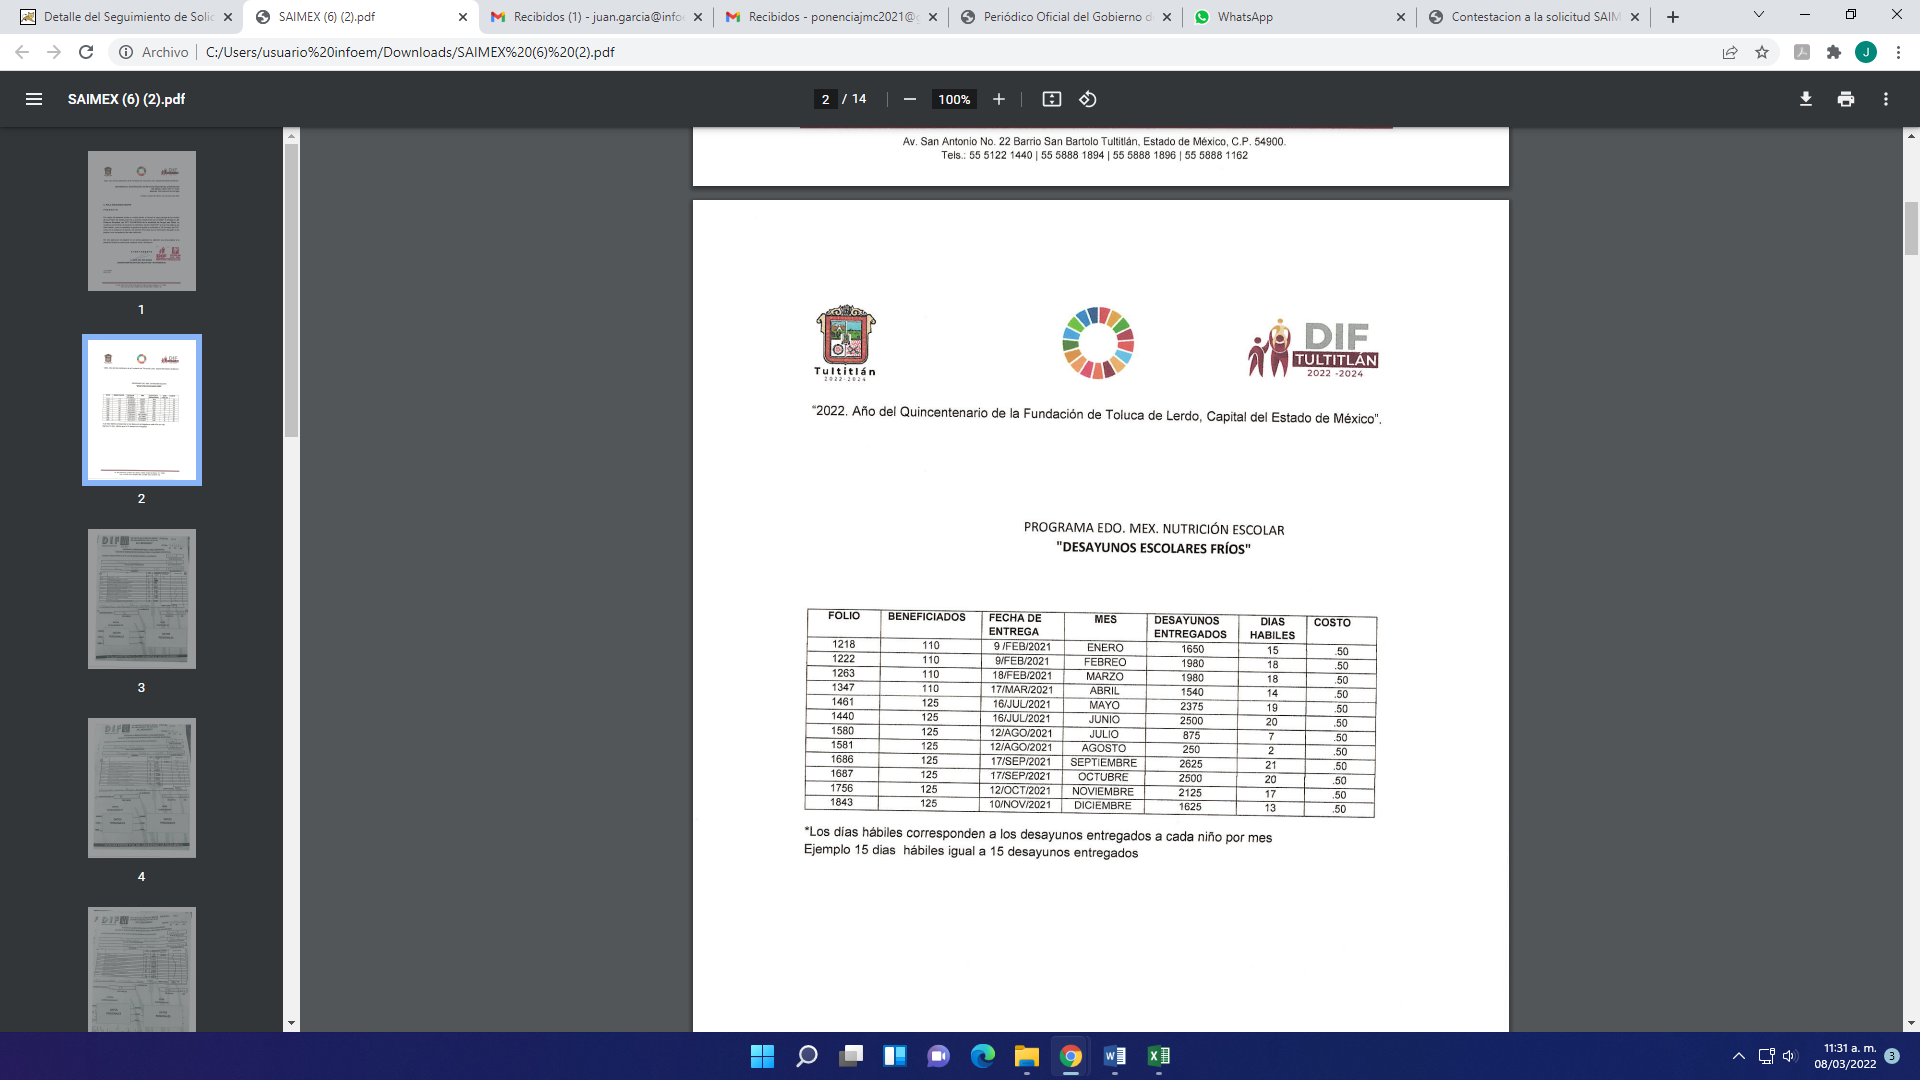 Detalle del Seguimiento de Solic
SAIMEX (6) (2).pdf
Recibidos (1) - juan.garcia@info
Recibidos - ponenciajmc2021@g
Periódico Oficial del Gobierno d
WhatsApp
Contestacion a la solicitud SAIM
Archivo
C:/Users/usuario%20infoem/Downloads/SAIMEX%20(6)%20(2).pdf
J
SAIMEX (6) (2).pdf
2 / 14
100%
1
2
3
4
Av. San Antonio No. 22 Barrio San Bartolo Tultitlán, Estado de México, C.P. 54900.
Tels.: 55 5122 1440 | 55 5888 1894 | 55 5888 1896 | 55 5888 1162
Tultitlán
2022-2024
DIF
TULTITLÁN
2022 -2024
"2022. Año del Quincentenario de la Fundación de Toluca de Lerdo, Capital del Estado de México".
PROGRAMA EDO. MEX. NUTRICIÓN ESCOLAR
"DESAYUNOS ESCOLARES FRÍOS"
FOLIO BENEFICIADOS FECHA DE ENTREGA MES DESAYUNOS ENTREGADOS DIAS HABILES COSTO
1218 110 9 /FEB/2021 ENERO 1650 15 .50
1222 110 9/FEB/2021 FEBREO 1980 18 .50
1263 110 18/FEB/2021 MARZO 1980 18 .50
1347 110 17/MAR/2021 ABRIL 1540 14 .50
1461 125 16/JUL/2021 MAYO 2375 19 .50
1440 125 16/JUL/2021 JUNIO 2500 20 .50
1580 125 12/AGO/2021 JULIO 875 7 .50
1581 125 12/AGO/2021 AGOSTO 250 2 .50
1686 125 17/SEP/2021 SEPTIEMBRE 2625 21 .50
1687 125 17/SEP/2021 OCTUBRE 2500 20 .50
1756 125 12/OCT/2021 NOVIEMBRE 2125 17 .50
1843 125 10/NOV/2021 DICIEMBRE 1625 13 .50
*Los días hábiles corresponden a los desayunos entregados a cada niño por mes
Ejemplo 15 dias hábiles igual a 15 desayunos entregados
11:31 a. m.
08/03/2022
3